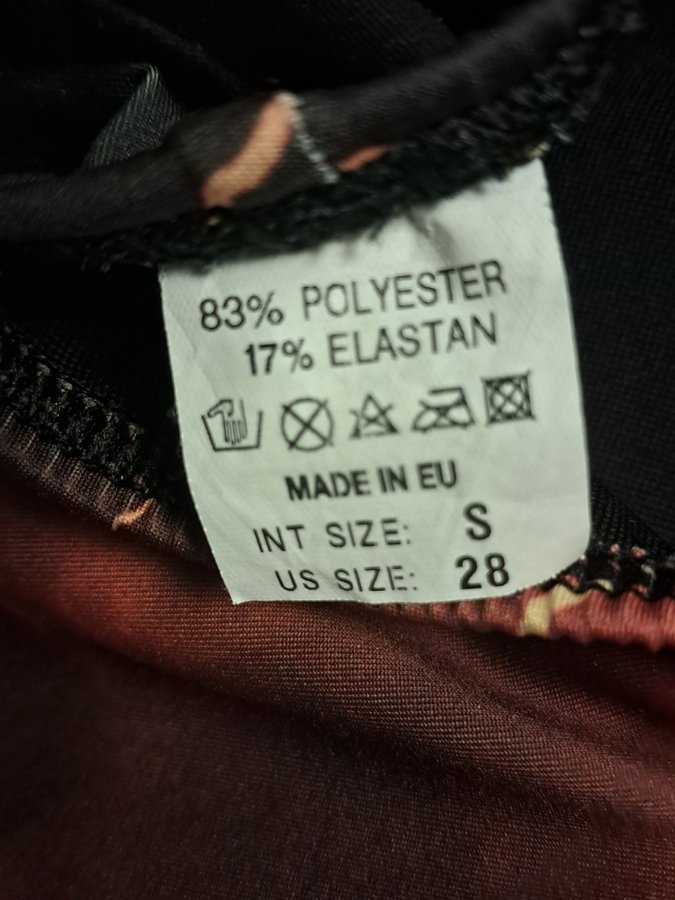 83% POLYESTER
17% ELASTAN
MADE IN EU
INT SIZE: S
US SIZE: 28